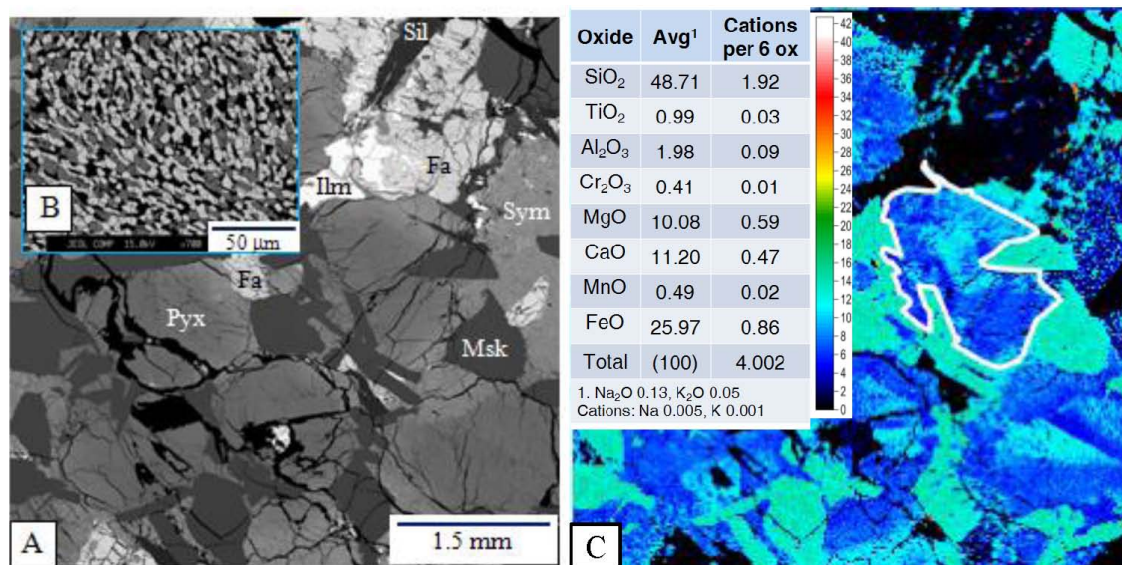 Sil
Fa
Ilm
Sym
B
JEOL COMP 15.0kV x700
50 µm
Fa
Pyx
Msk
A
1.5 mm
Oxide Avg¹ Cations per 6 ox
SiO₂ 48.71 1.92
TiO₂ 0.99 0.03
Al₂O₃ 1.98 0.09
Cr₂O₃ 0.41 0.01
MgO 10.08 0.59
CaO 11.20 0.47
MnO 0.49 0.02
FeO 25.97 0.86
Total (100) 4.002
1. Na₂O 0.13, K₂O 0.05
Cations: Na 0.005, K 0.001
42
40
38
36
34
32
30
28
26
24
22
20
18
16
14
12
10
8
6
4
2
0
C